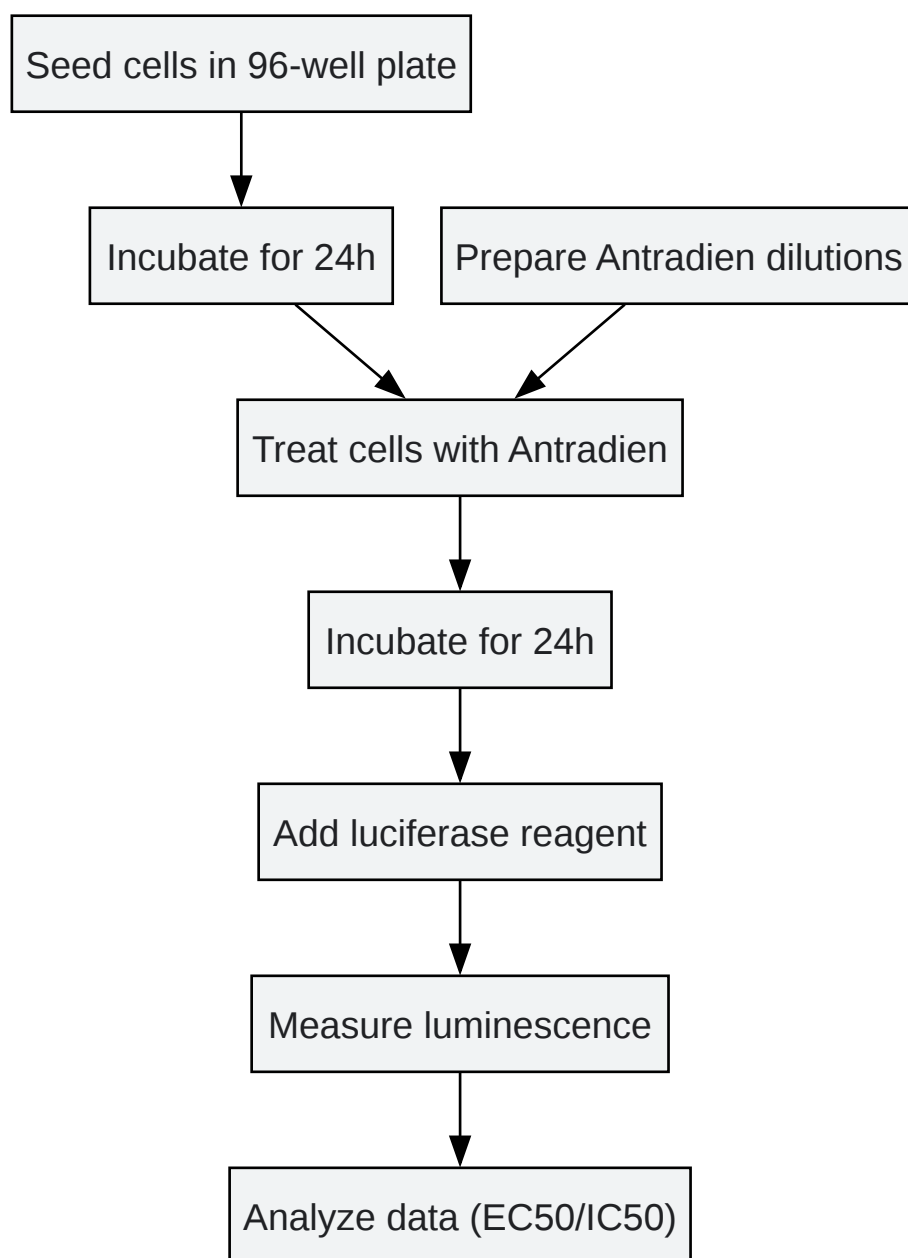 Seed cells in 96-well plate
Incubate for 24h
Prepare Antradien dilutions
Treat cells with Antradien
Incubate for 24h
Add luciferase reagent
Measure luminescence
Analyze data (EC50/IC50)